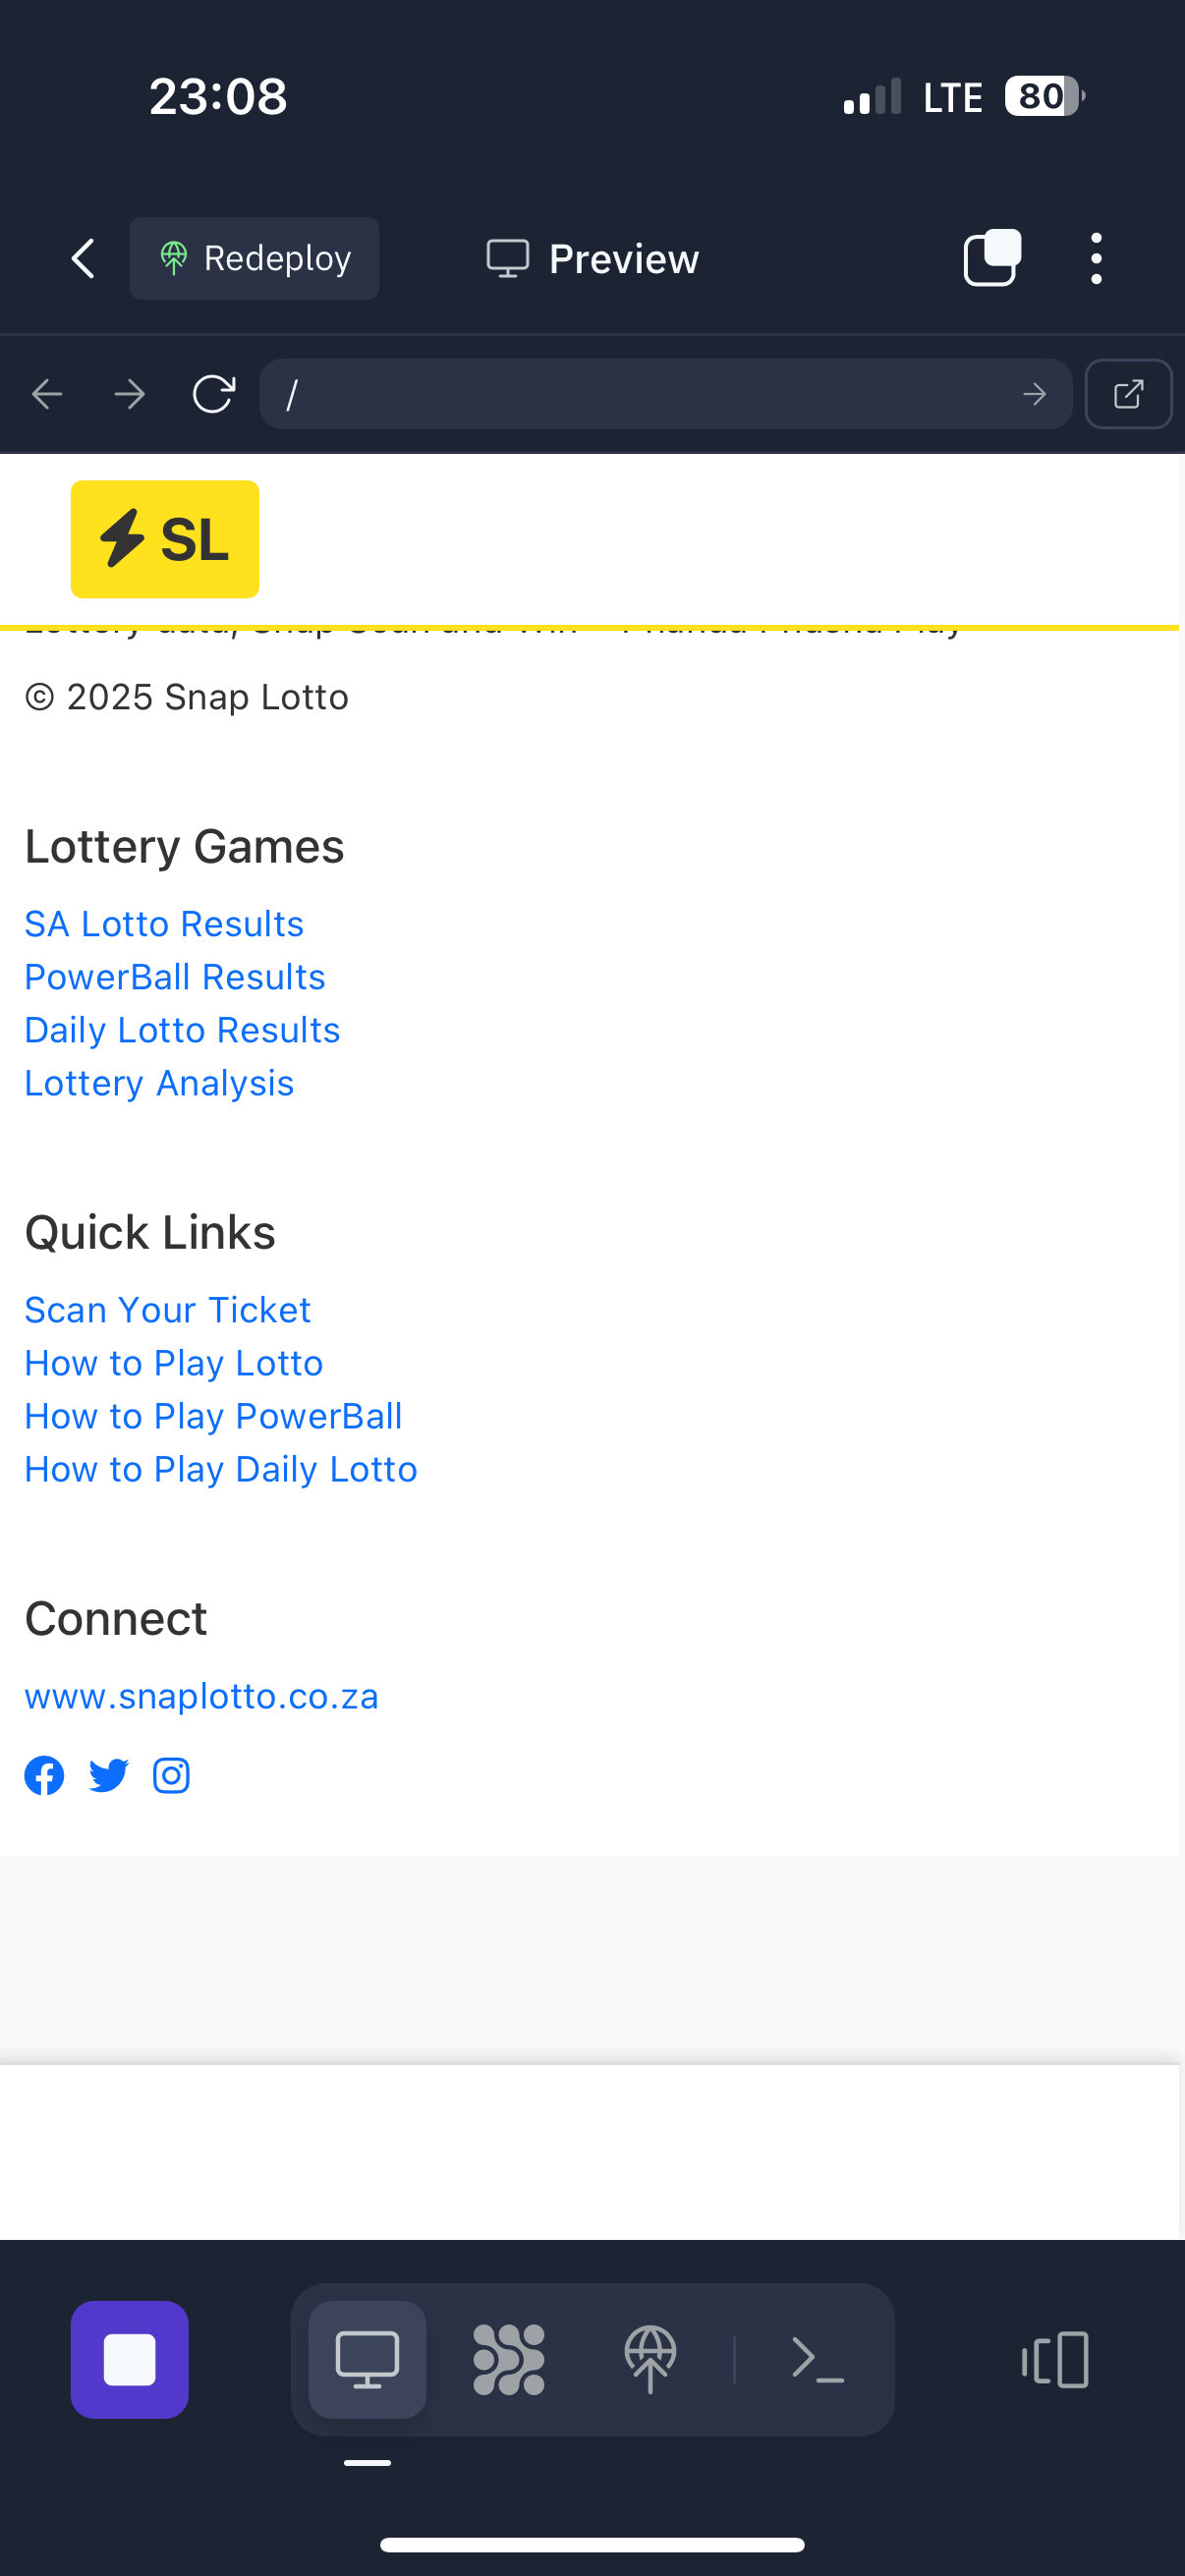 23:08
LTE 80
Redeploy
Preview
/
SL
© 2025 Snap Lotto
Lottery Games
SA Lotto Results
PowerBall Results
Daily Lotto Results
Lottery Analysis
Quick Links
Scan Your Ticket
How to Play Lotto
How to Play PowerBall
How to Play Daily Lotto
Connect
www.snaplotto.co.za